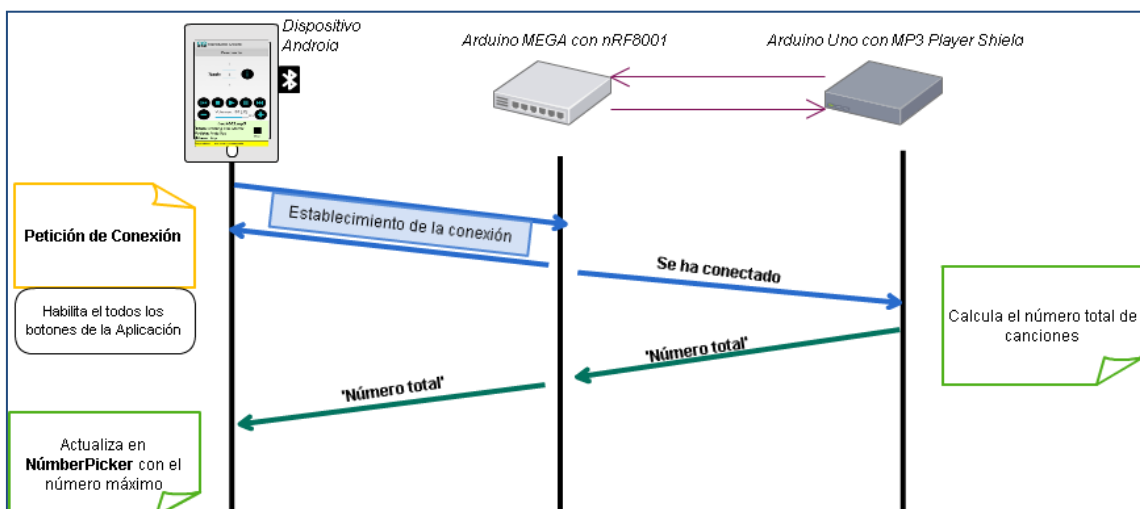 Dispositivo
Android
Arduino MEGA con nRF8001
Arduino Uno con MP3 Player Shiela
Petición de Conexión
Establecimiento de la conexión
Se ha conectado
Habilita el todos los
botones de la Aplicación
Calcula el número total de
canciones
'Número total'
'Número total'
Actualiza en
NúmberPicker con el
número máximo